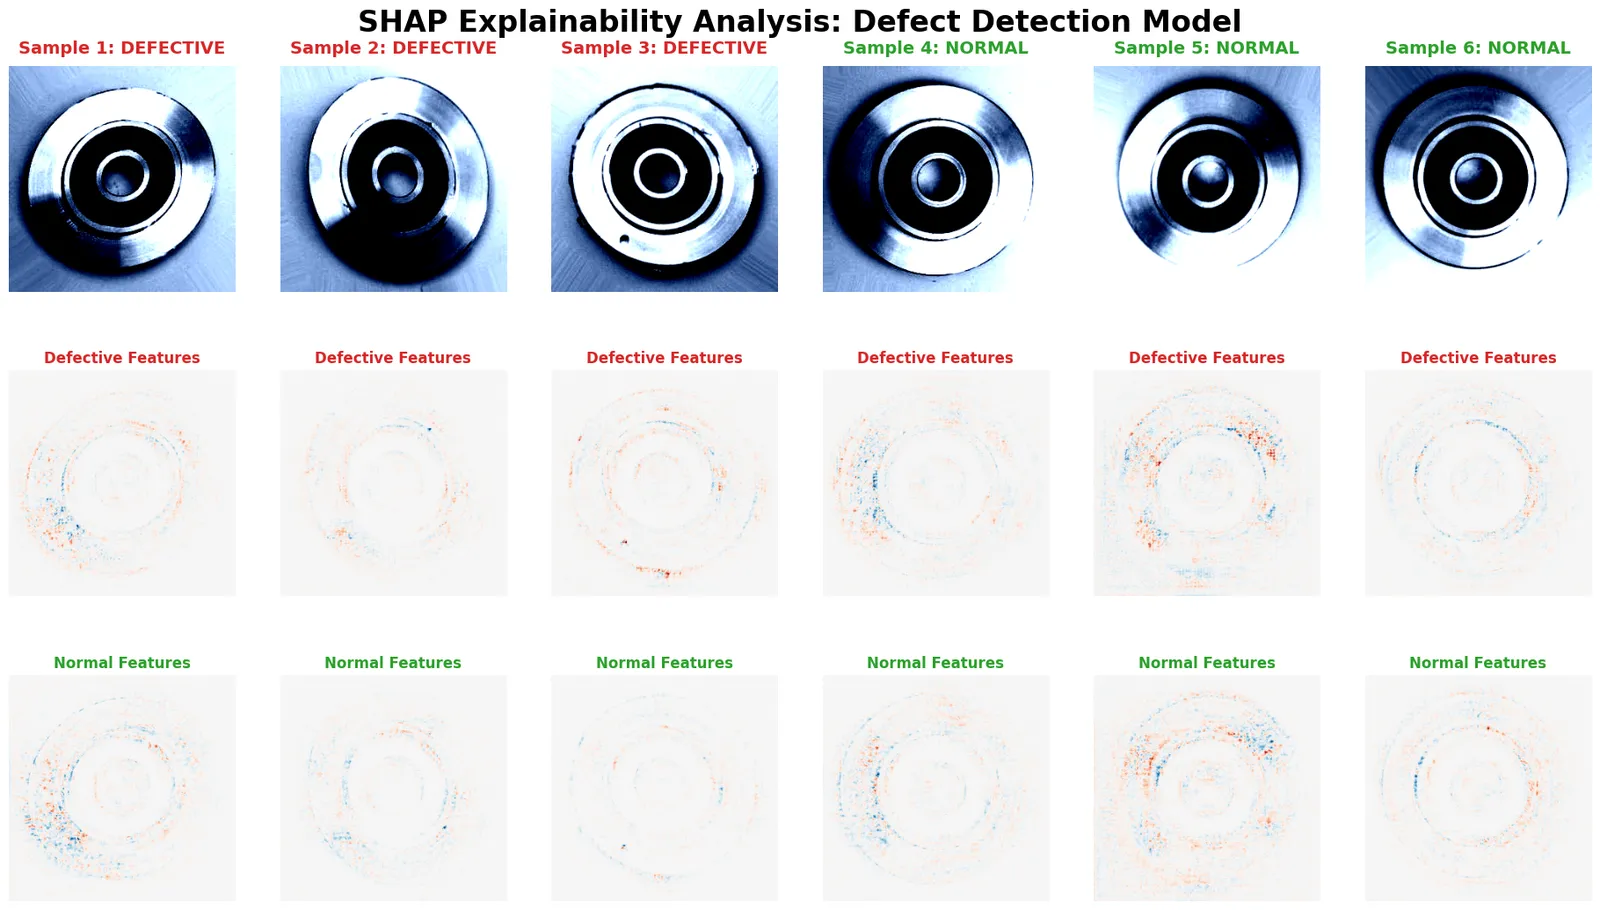 SHAP Explainability Analysis: Defect Detection Model
Sample 1: DEFECTIVE
Sample 2: DEFECTIVE
Sample 3: DEFECTIVE
Sample 4: NORMAL
Sample 5: NORMAL
Sample 6: NORMAL
Defective Features
Defective Features
Defective Features
Defective Features
Defective Features
Defective Features
Normal Features
Normal Features
Normal Features
Normal Features
Normal Features
Normal Features